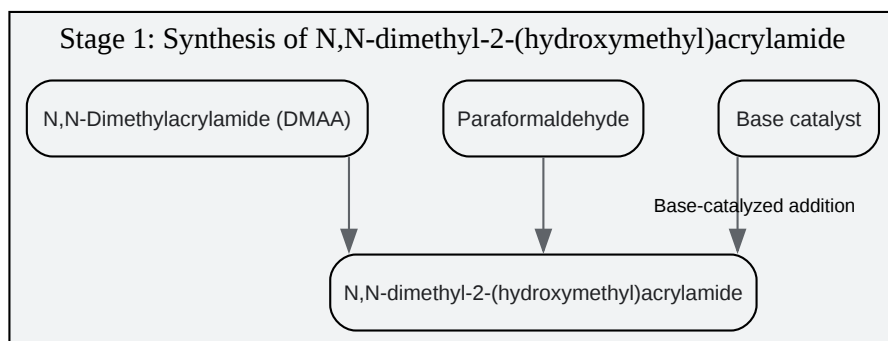 Stage 1: Synthesis of N,N-dimethyl-2-(hydroxymethyl)acrylamide
N,N-Dimethylacrylamide (DMAA)
Paraformaldehyde
Base catalyst
Base-catalyzed addition
N,N-dimethyl-2-(hydroxymethyl)acrylamide